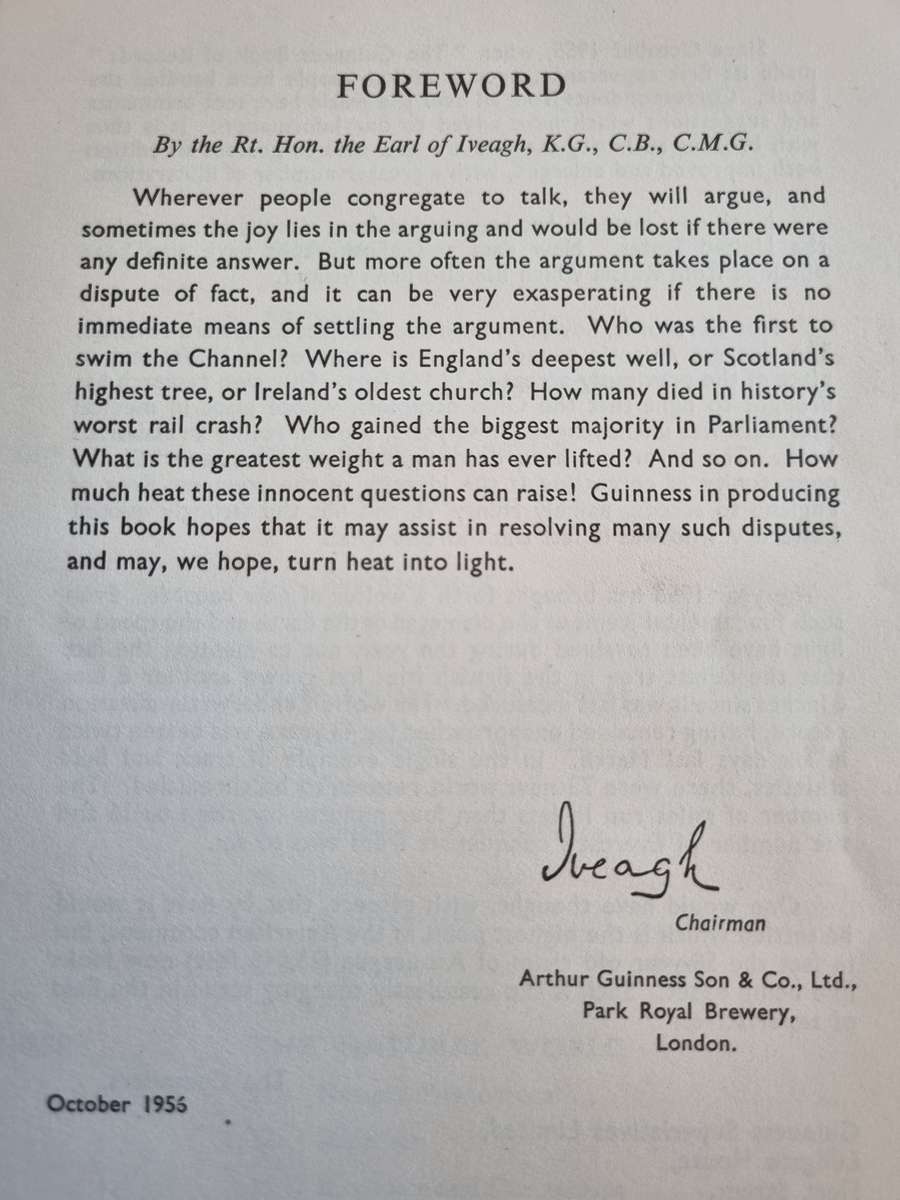 FOREWORD
By the Rt. Hon. the Earl of Iveagh, K.G., C.B., C.M.G.
Wherever people congregate to talk, they will argue, and
sometimes the joy lies in the arguing and would be lost if there were
any definite answer. But more often the argument takes place on a
dispute of fact, and it can be very exasperating if there is no
immediate means of settling the argument. Who was the first to
swim the Channel? Where is England's deepest well, or Scotland's
highest tree, or Ireland's oldest church? How many died in history's
worst rail crash? Who gained the biggest majority in Parliament?
What is the greatest weight a man has ever lifted? And so on. How
much heat these innocent questions can raise! Guinness in producing
this book hopes that it may assist in resolving many such disputes,
and may, we hope, turn heat into light.
Iveagh
Chairman
Arthur Guinness Son & Co., Ltd.,
Park Royal Brewery,
London.
October 1956